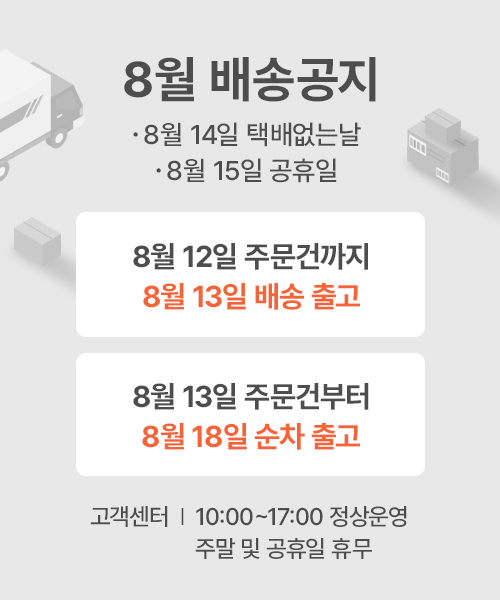 8월 배송공지
· 8월 14일 택배없는날
· 8월 15일 공휴일
8월 12일 주문건까지
8월 13일 배송 출고
8월 13일 주문건부터
8월 18일 순차 출고
고객센터 | 10:00~17:00 정상운영
주말 및 공휴일 휴무